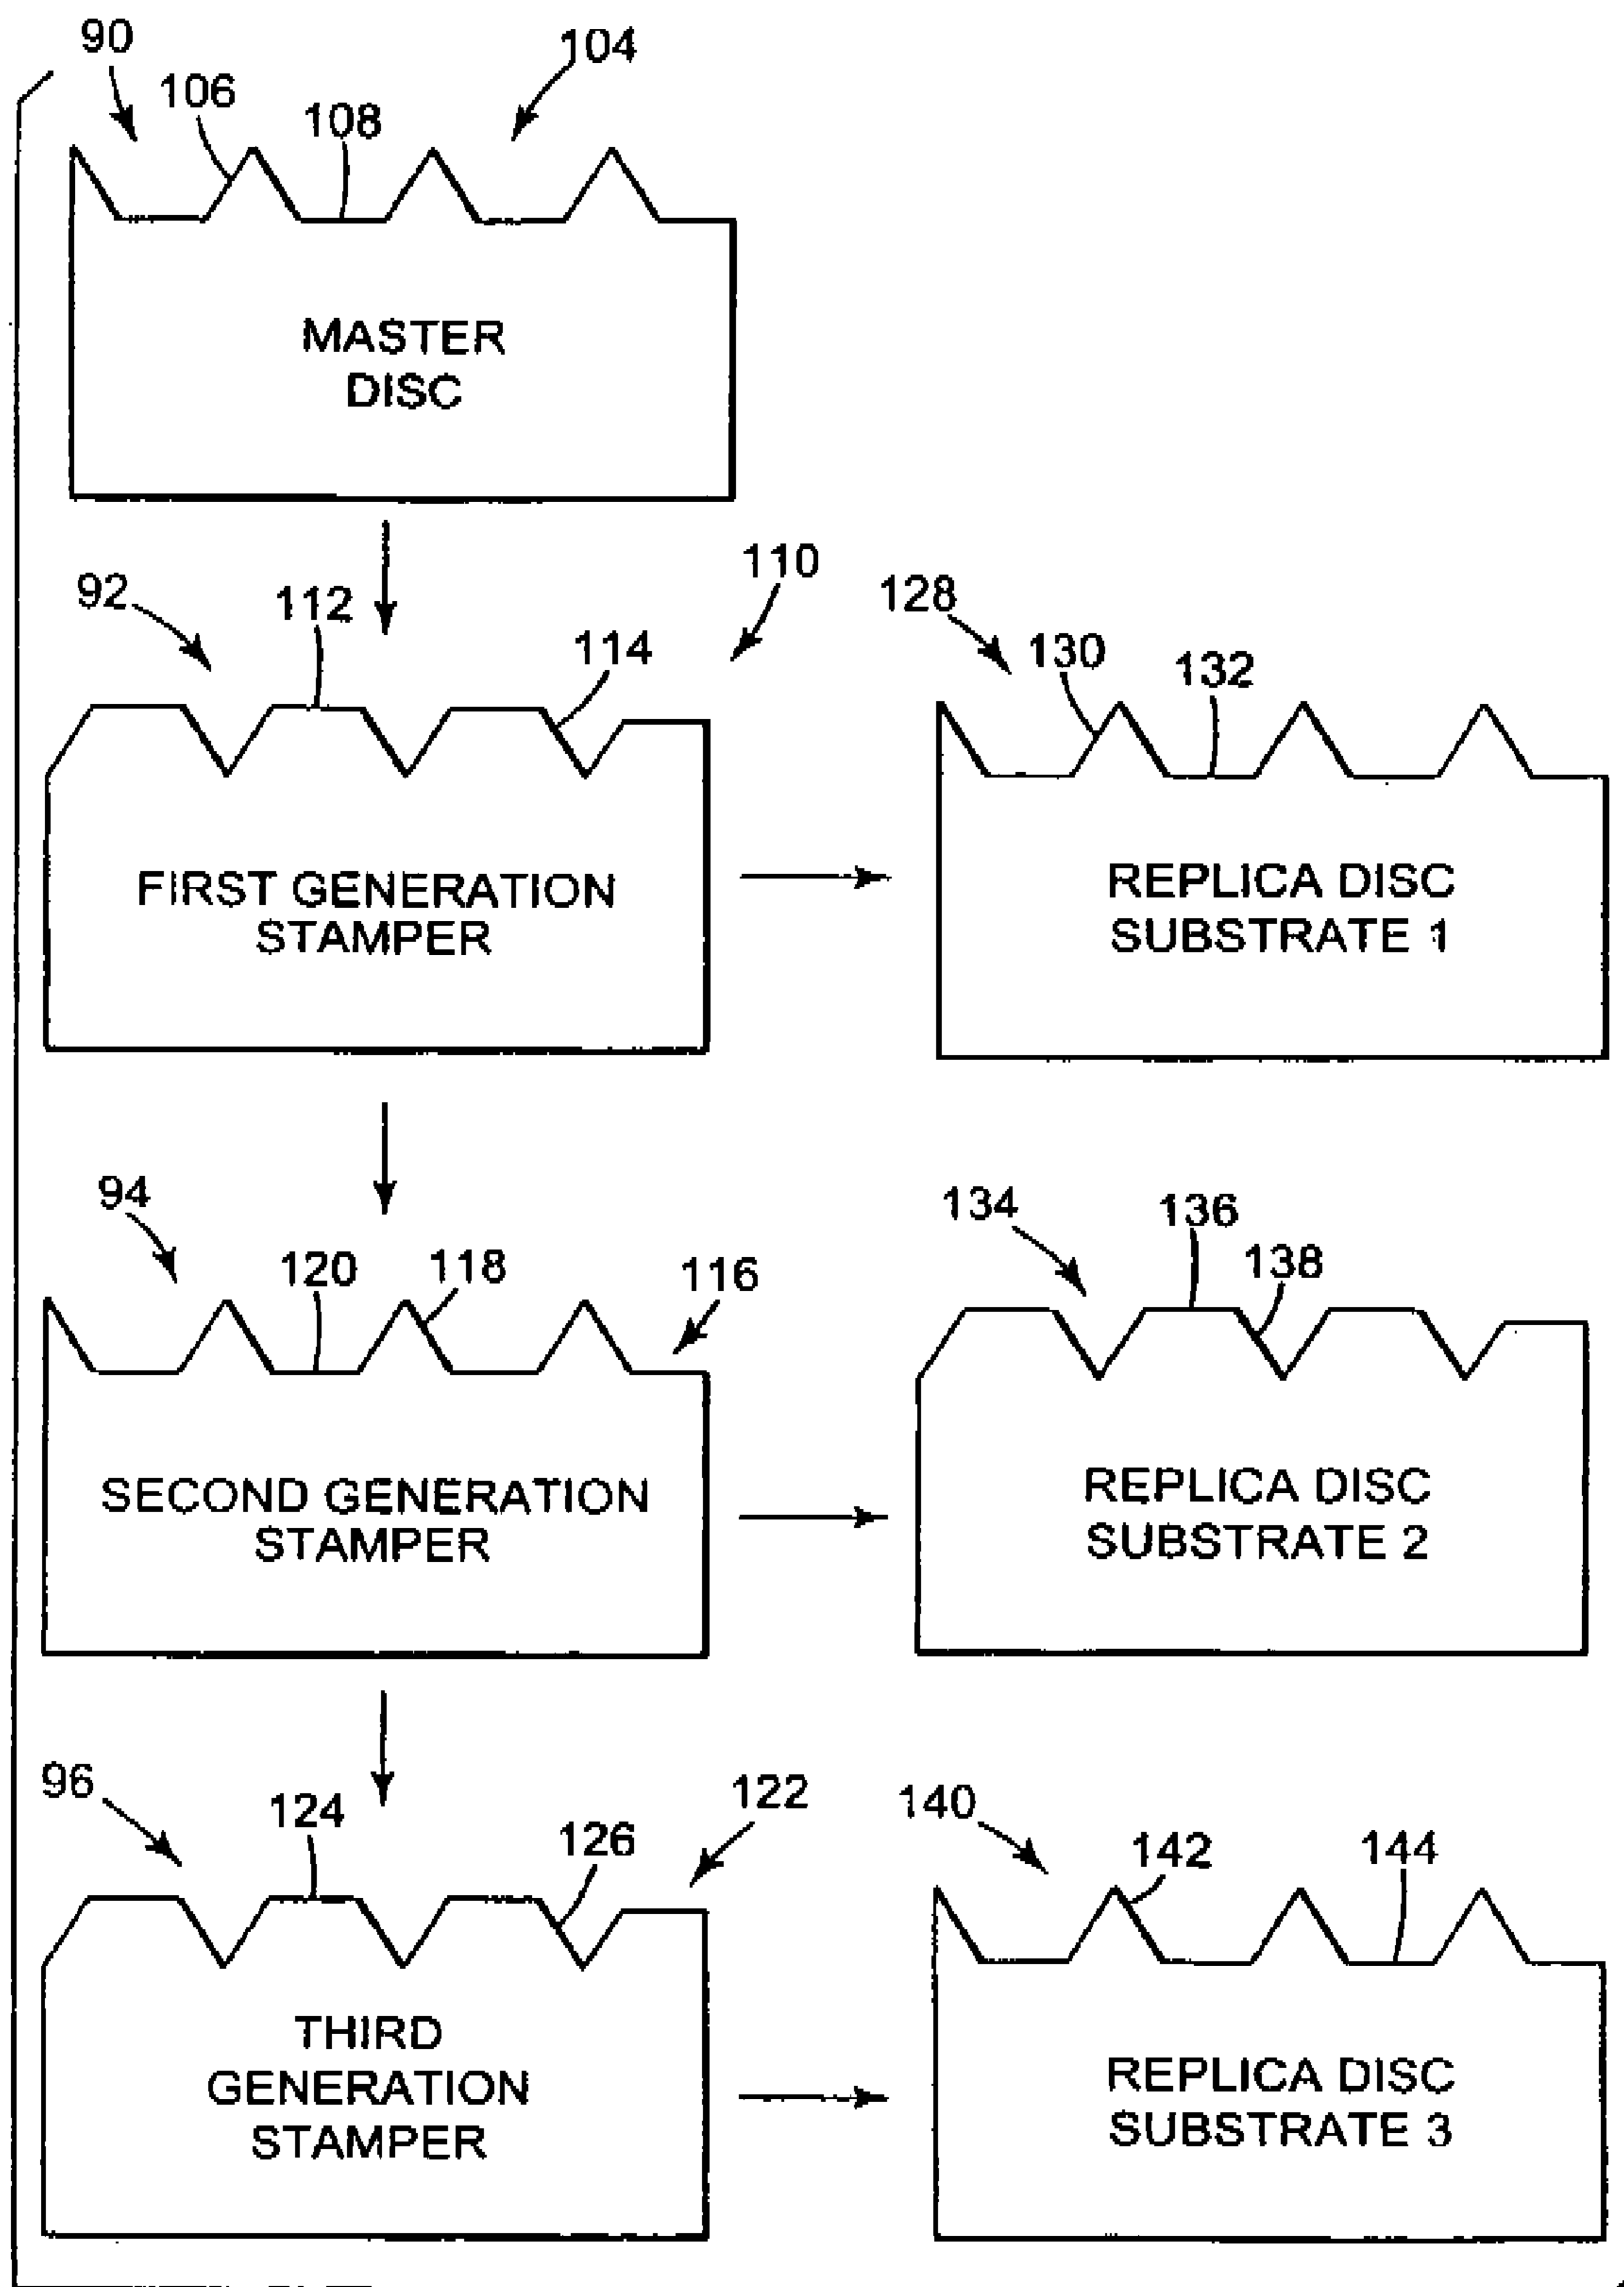 90
104
106
108
MASTER
DISC
92
112
110
114
FIRST GENERATION
STAMPER
128
130
132
REPLICA DISC
SUBSTRATE 1
94
120
118
116
SECOND GENERATION
STAMPER
134
136
138
REPLICA DISC
SUBSTRATE 2
96
124
126
122
THIRD
GENERATION
STAMPER
140
142
144
REPLICA DISC
SUBSTRATE 3